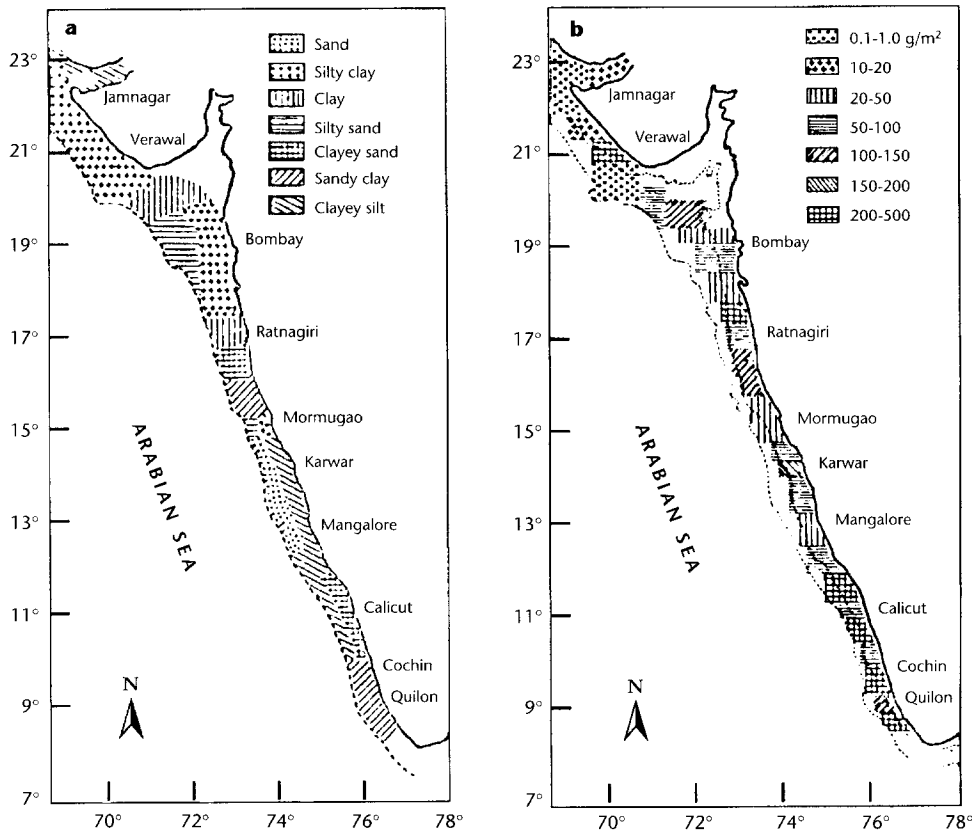 a
Sand
Silty clay
Clay
Silty sand
Clayey sand
Sandy clay
Clayey silt
23°
21°
19°
17°
15°
13°
11°
9°
7°
Jamnagar
Verawal
Bombay
Ratnagiri
Mormugao
Karwar
Mangalore
Calicut
Cochin
Quilon
ARABIAN SEA
N
70° 72° 74° 76° 78°
b
0.1-1.0 g/m²
10-20
20-50
50-100
100-150
150-200
200-500
23°
21°
19°
17°
15°
13°
11°
9°
7°
Jamnagar
Verawal
Bombay
Ratnagiri
Mormugao
Karwar
Mangalore
Calicut
Cochin
Quilon
ARABIAN SEA
N
70° 72° 74° 76° 78°